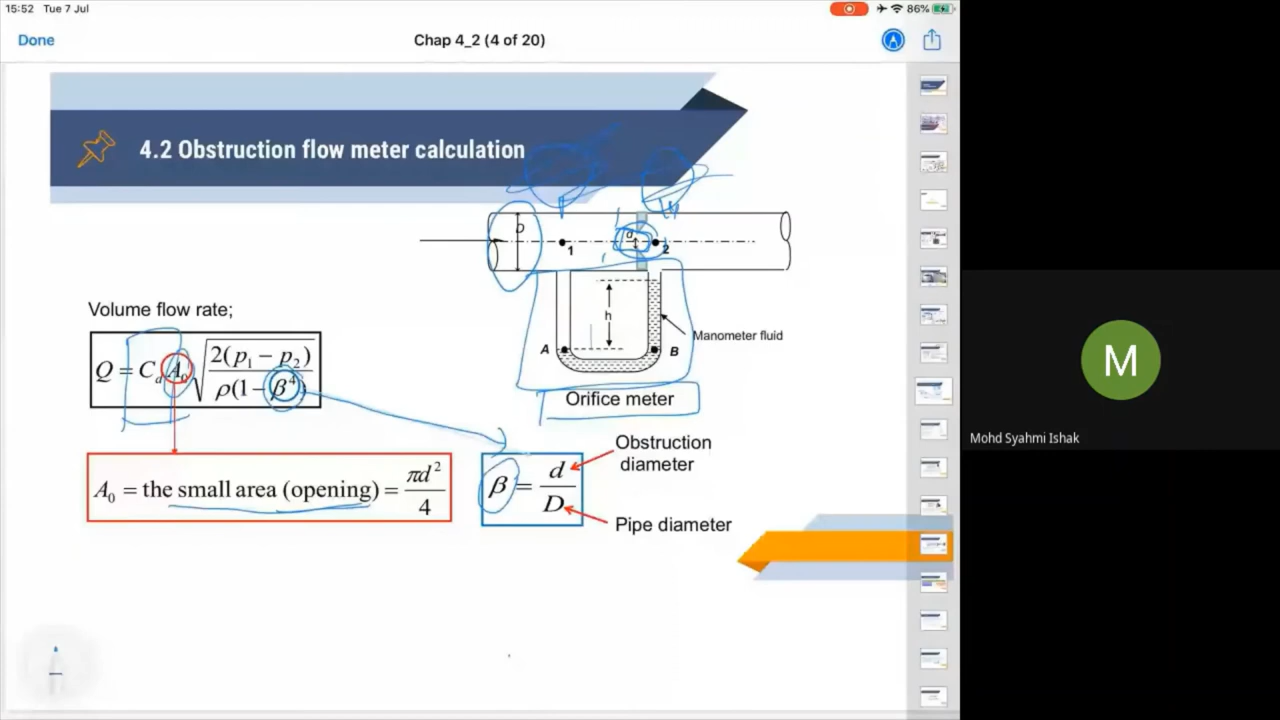 15:52 Tue 7 Jul
86%
Done
Chap 4_2 (4 of 20)
4.2 Obstruction flow meter calculation
D
d
1
2
h
Manometer fluid
A
B
Orifice meter
Volume flow rate;
Q = C_d A_0 √(2(p_1 − p_2) / ρ(1 − β^4))
A_0 = the small area (opening) = πd^2 / 4
β = d / D
Obstruction
diameter
Pipe diameter
M
Mohd Syahmi Ishak